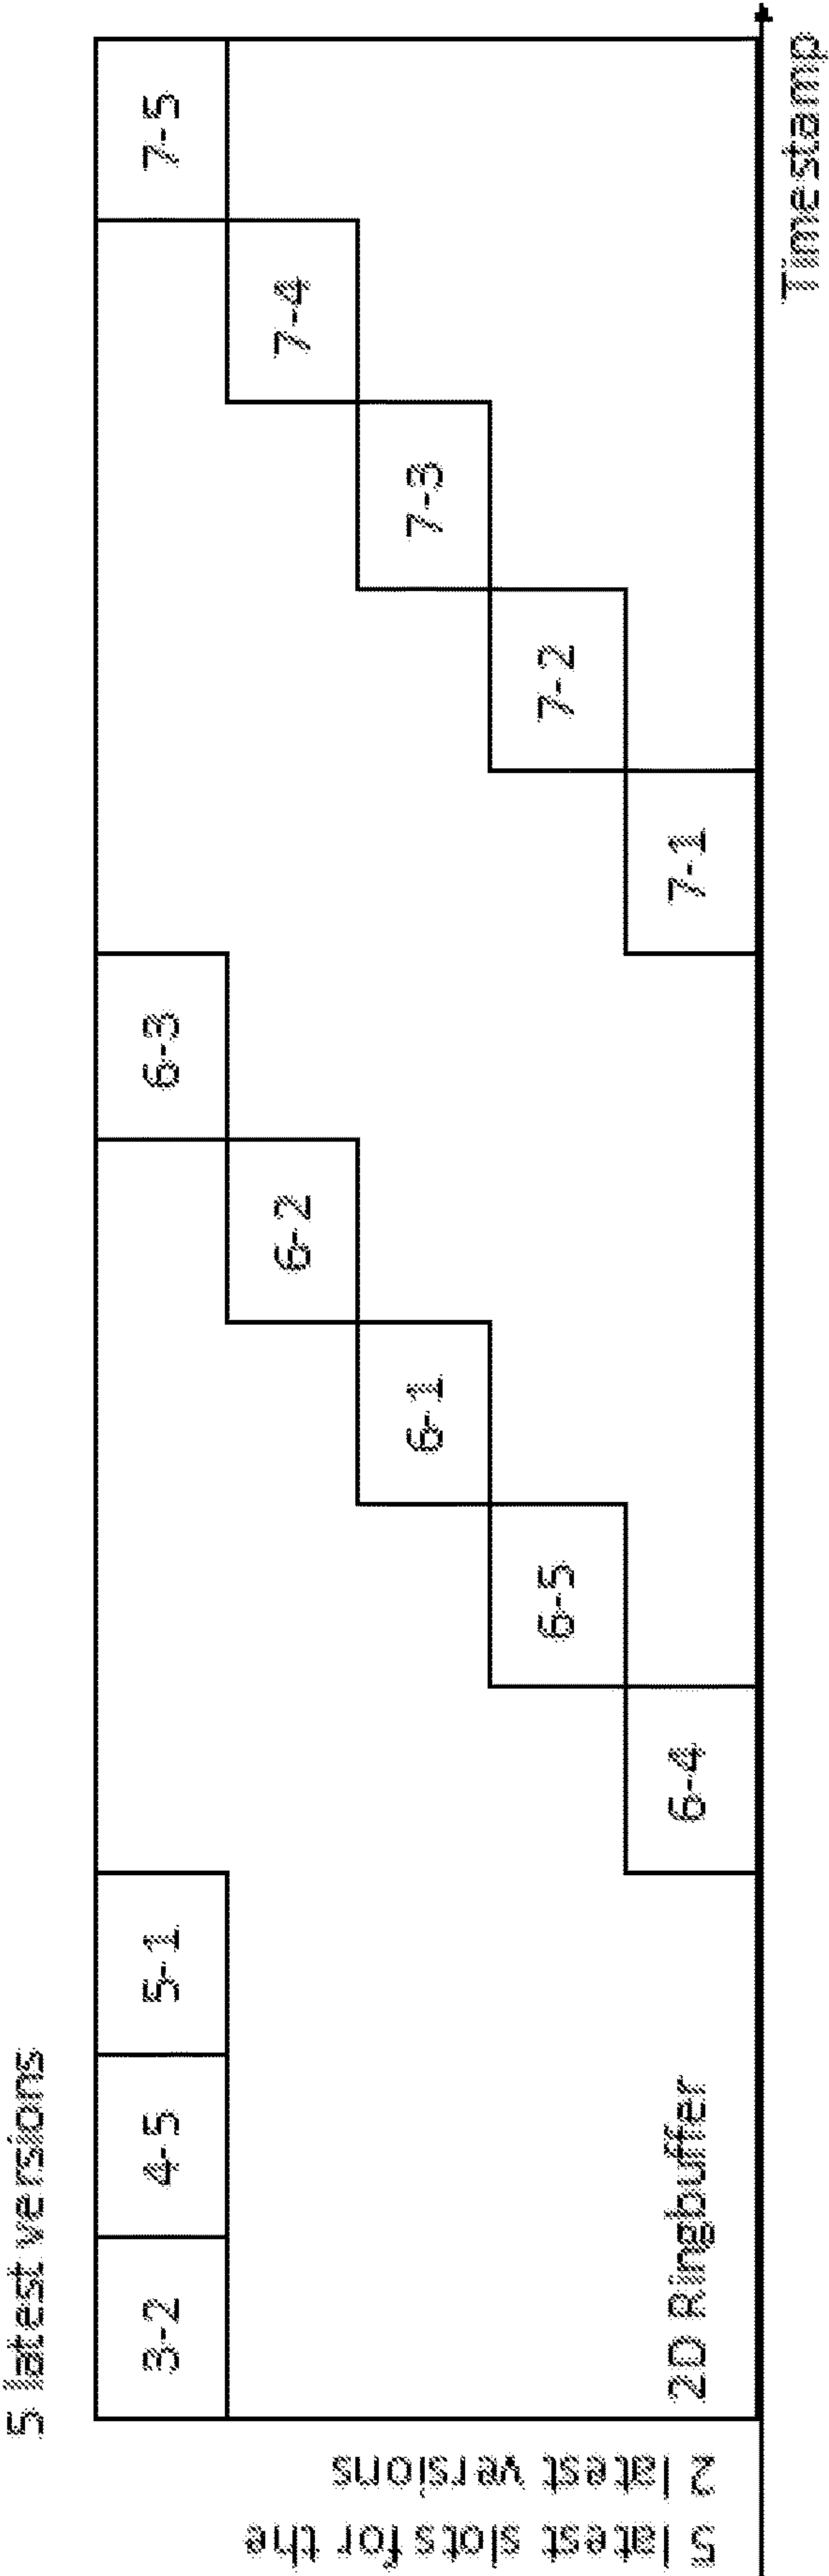 5 latest versions
5 latest slots for the
2 latest versions
3-2
4-5
5-1
6-3
7-5
6-2
7-4
6-1
7-3
6-5
7-2
2D Ringbuffer
6-4
7-1
Timestamp